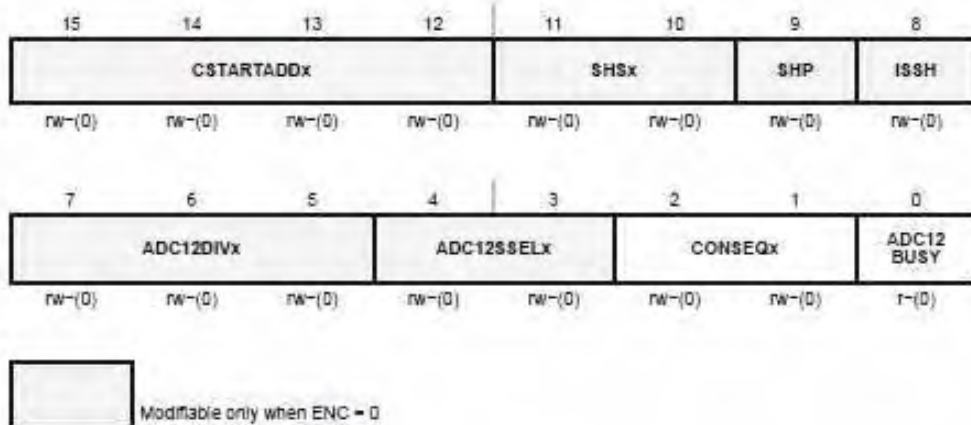 15 14 13 12 11 10 9 8
CSTARTADDx SHSx SHP ISSH
rw-(0) rw-(0) rw-(0) rw-(0) rw-(0) rw-(0) rw-(0) rw-(0)
7 6 5 4 3 2 1 0
ADC12DIVx ADC12SSELx CONSEQx ADC12
BUSY
rw-(0) rw-(0) rw-(0) rw-(0) rw-(0) rw-(0) rw-(0) r-(0)
Modifiable only when ENC = 0